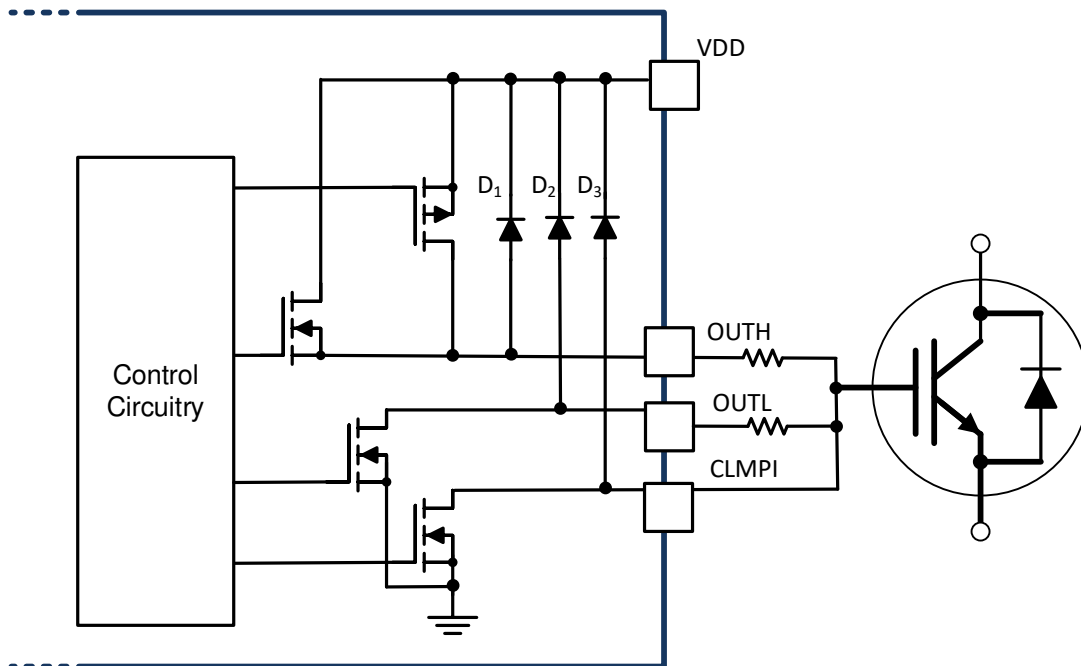 VDD
D1 D2 D3
OUTH
Control
Circuitry
OUTL
CLMPI